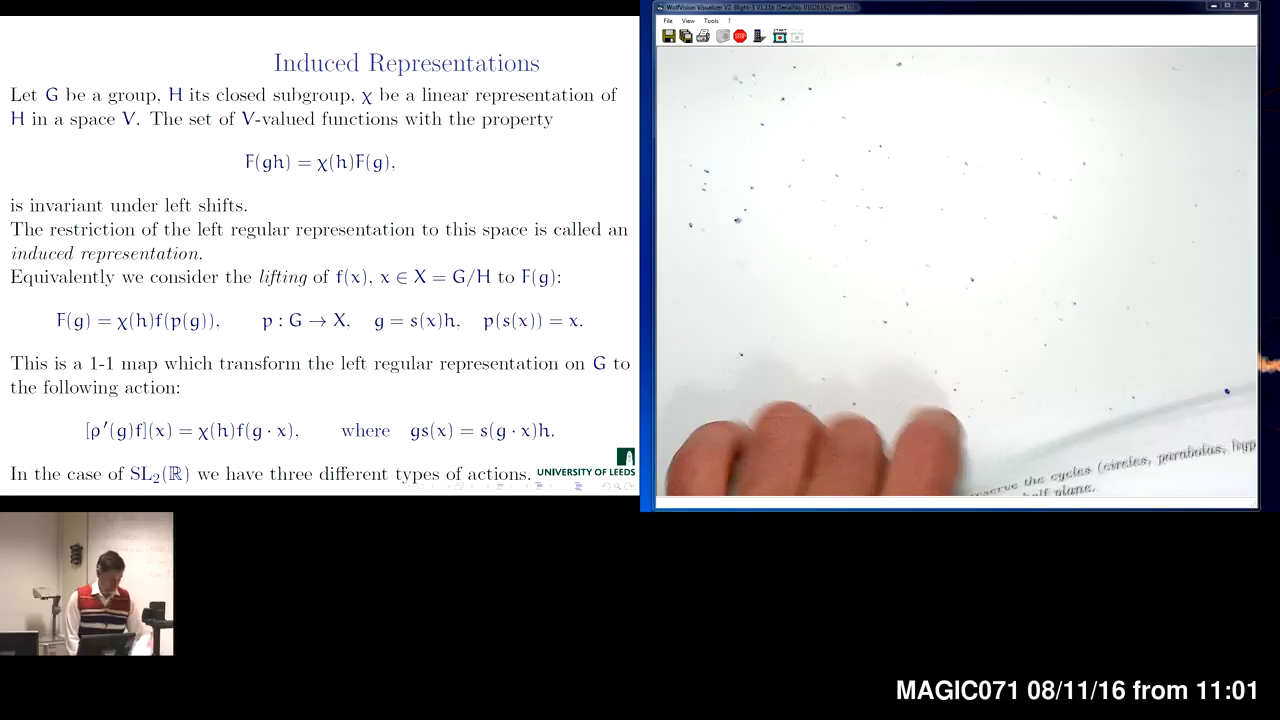 Induced Representations
Let G be a group, H its closed subgroup, χ be a linear representation of
H in a space V. The set of V-valued functions with the property
F(gh) = χ(h)F(g),
is invariant under left shifts.
The restriction of the left regular representation to this space is called an
induced representation.
Equivalently we consider the lifting of f(x), x ∈ X = G/H to F(g):
F(g) = χ(h)f(p(g)), p : G → X, g = s(x)h, p(s(x)) = x.
This is a 1-1 map which transform the left regular representation on G to
the following action:
[ρ′(g)f](x) = χ(h)f(g · x), where gs(x) = s(g · x)h.
In the case of SL₂(ℝ) we have three different types of actions.
UNIVERSITY OF LEEDS
File View Tools ?
STOP
the cycles (circles, parabolas, hyp
half plane.
MAGIC071 08/11/16 from 11:01